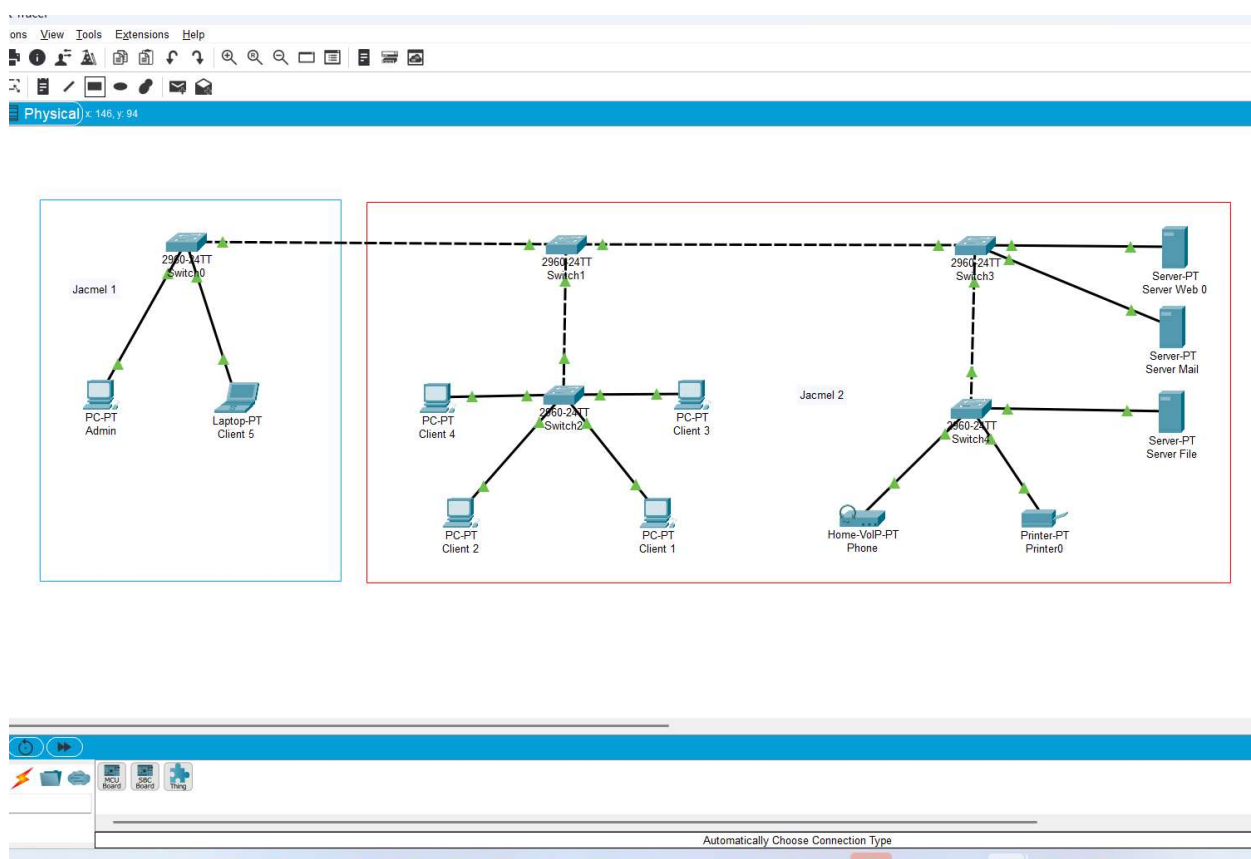 View Tools Extensions Help
Physical x: 146, y: 94
2960-24TT
Switch0
Jacmel 1
PC-PT
Admin
Laptop-PT
Client 5
2960-24TT
Switch1
2960-24TT
Switch3
Server-PT
Server Web 0
Server-PT
Server Mail
PC-PT
Client 4
2960-24TT
Switch2
PC-PT
Client 3
Jacmel 2
2960-24TT
Switch4
Server-PT
Server File
PC-PT
Client 2
PC-PT
Client 1
Home-VoIP-PT
Phone
Printer-PT
Printer0
MCU
Board
SBC
Board
Thing
Automatically Choose Connection Type